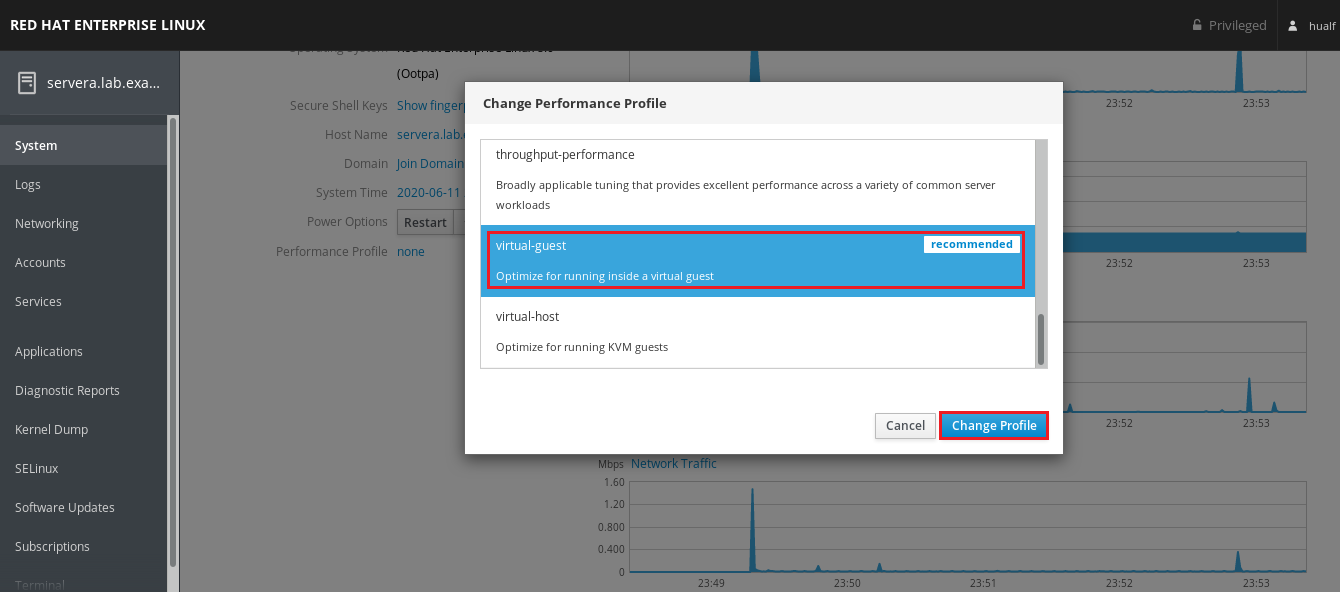 RED HAT ENTERPRISE LINUX
Privileged
hualf
servera.lab.exa...
System
Logs
Networking
Accounts
Services
Applications
Diagnostic Reports
Kernel Dump
SELinux
Software Updates
Subscriptions
Terminal
Operating System
(Ootpa)
Secure Shell Keys Show fingerp
Host Name servera.lab.
Domain Join Domain
System Time 2020-06-11
Power Options Restart
Performance Profile none
Change Performance Profile
throughput-performance
Broadly applicable tuning that provides excellent performance across a variety of common server
workloads
virtual-guest recommended
Optimize for running inside a virtual guest
virtual-host
Optimize for running KVM guests
Cancel Change Profile
23:52 23:53
23:52 23:53
23:52 23:53
Mbps Network Traffic
1.60
1.20
0.800
0.400
0
23:49 23:50 23:51 23:52 23:53